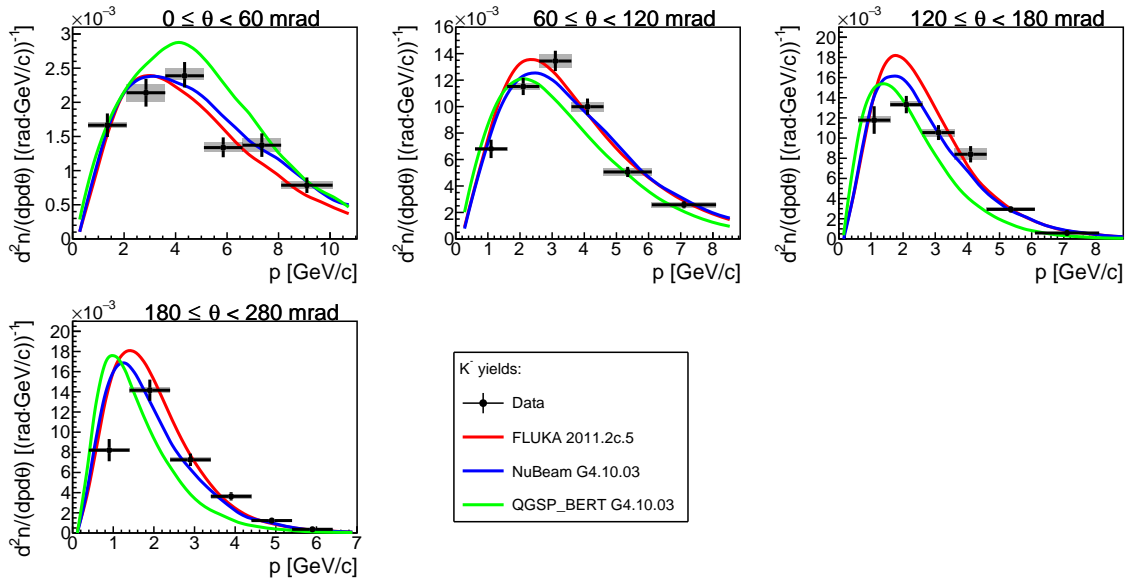 ×10⁻³
0 ≤ θ < 60 mrad
d²n/(dpdθ) [(rad·GeV/c))⁻¹]
3
2.5
2
1.5
1
0.5
0
0 2 4 6 8 10
p [GeV/c]
×10⁻³
60 ≤ θ < 120 mrad
d²n/(dpdθ) [(rad·GeV/c))⁻¹]
16
14
12
10
8
6
4
2
0
0 1 2 3 4 5 6 7 8
p [GeV/c]
×10⁻³
120 ≤ θ < 180 mrad
d²n/(dpdθ) [(rad·GeV/c))⁻¹]
20
18
16
14
12
10
8
6
4
2
0
0 1 2 3 4 5 6 7 8
p [GeV/c]
×10⁻³
180 ≤ θ < 280 mrad
d²n/(dpdθ) [(rad·GeV/c))⁻¹]
20
18
16
14
12
10
8
6
4
2
0
0 1 2 3 4 5 6 7
p [GeV/c]
K⁻ yields:
Data
FLUKA 2011.2c.5
NuBeam G4.10.03
QGSP_BERT G4.10.03